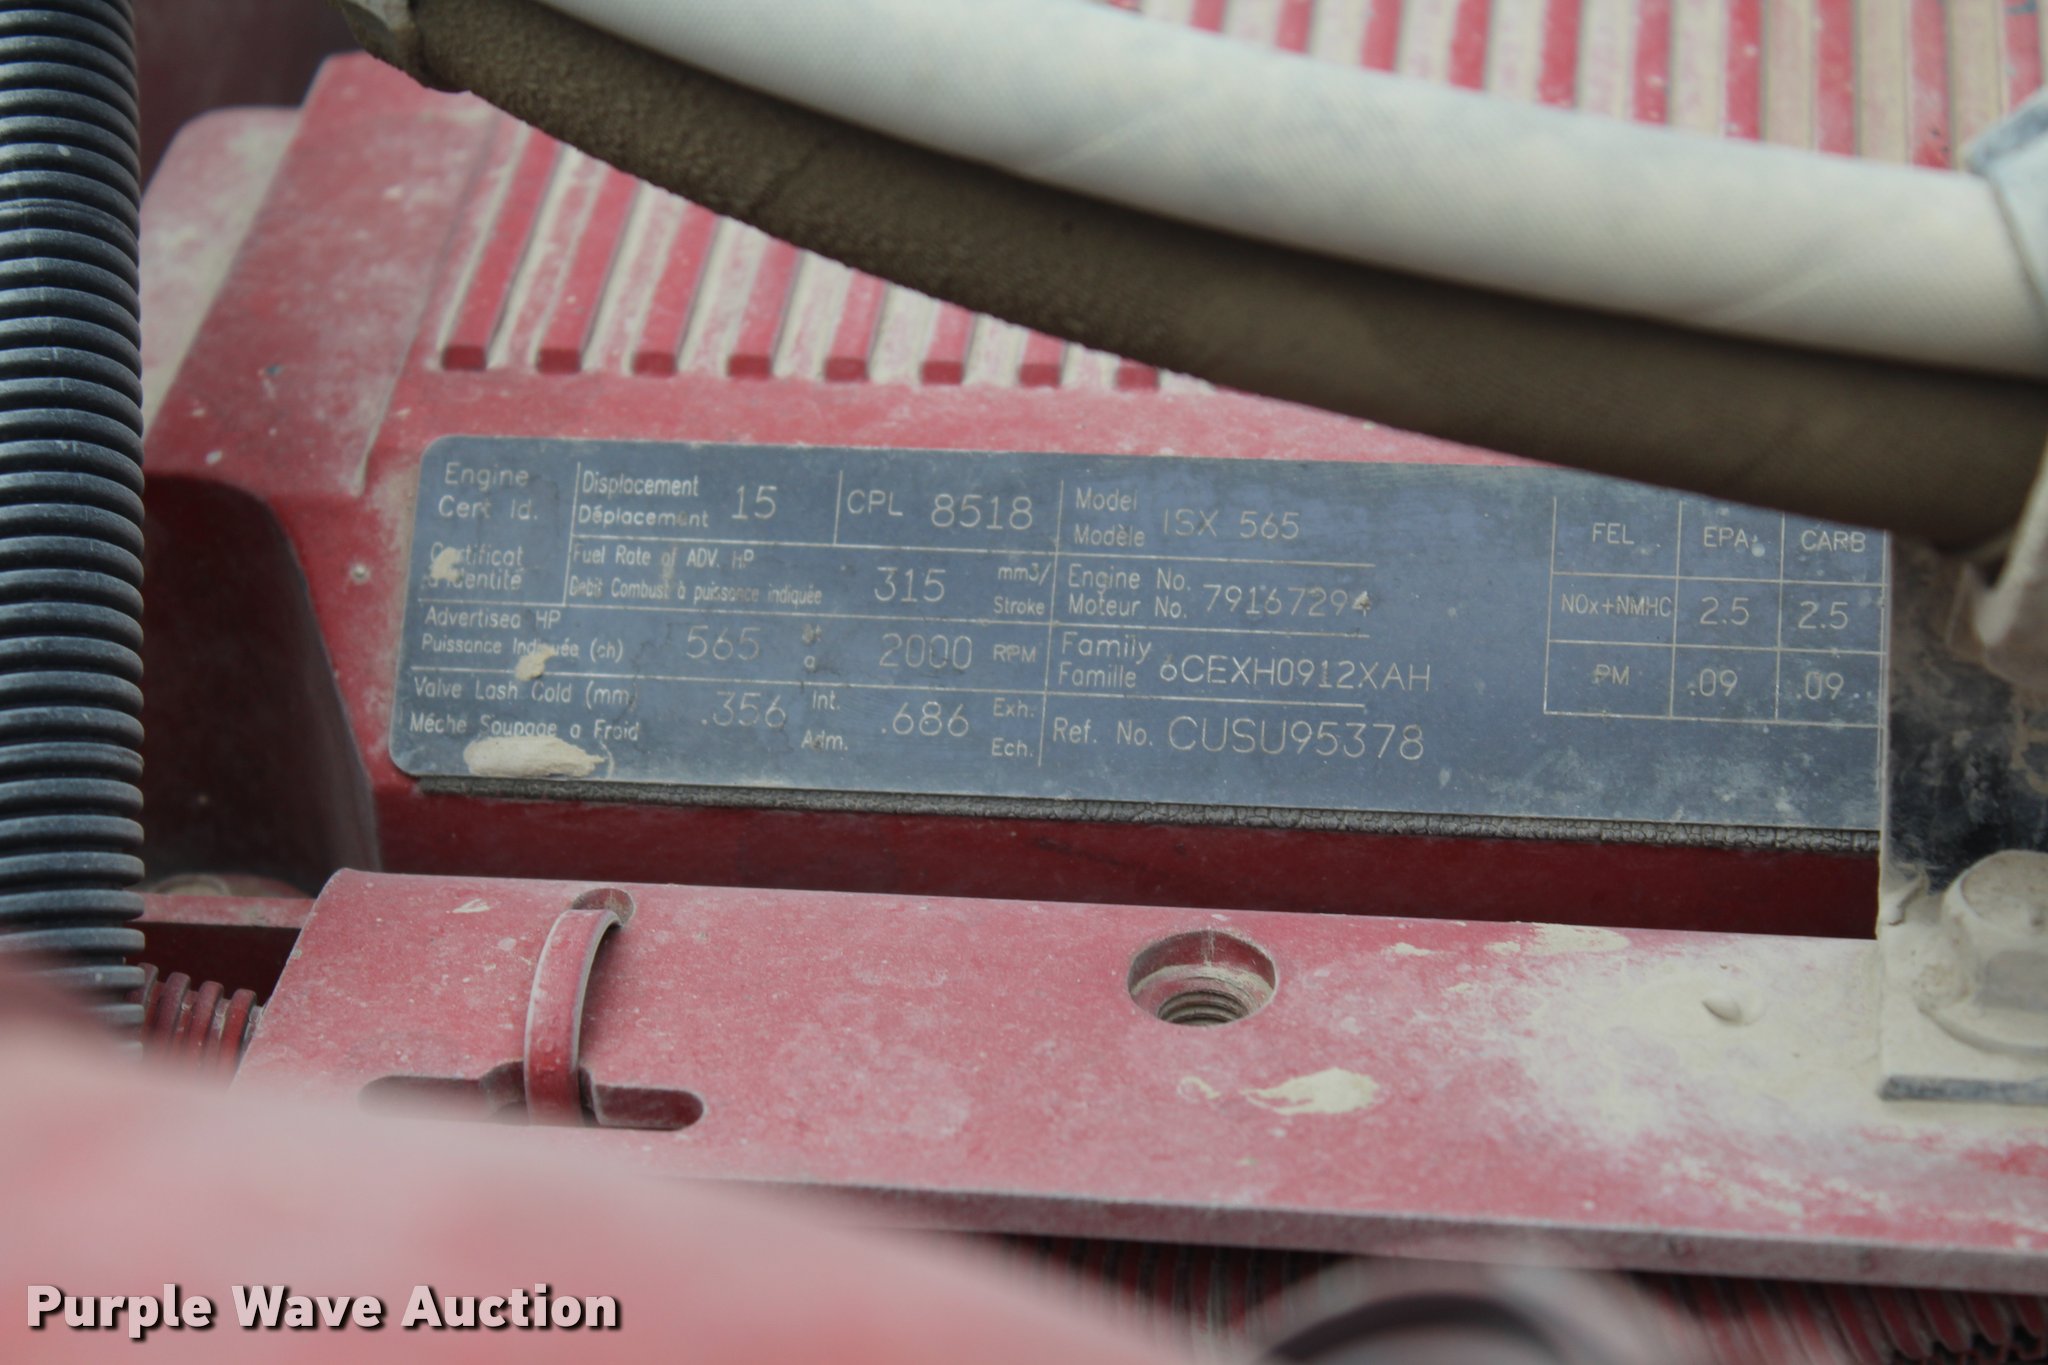 Engine
Cert Id.
Certificat
d'identité
Displacement
Déplacement 15
CPL 8518
Model
Modèle ISX 565
Fuel Rate of ADV. HP
Debit Combust à puissance indiquée 315 mm3/
Stroke
Engine No.
Moteur No. 79167294
Advertised HP
Puissance Indiquée (ch) 565 at
a 2000 RPM
Family
Famille 6CEXH0912XAH
Valve Lash Cold (mm)
Méche Soupape a Froid .356 Int.
Adm. .686 Exh.
Ech.
Ref. No. CUSU95378
FEL EPA CARB
NOx+NMHC 2.5 2.5
PM .09 .09
Purple Wave Auction